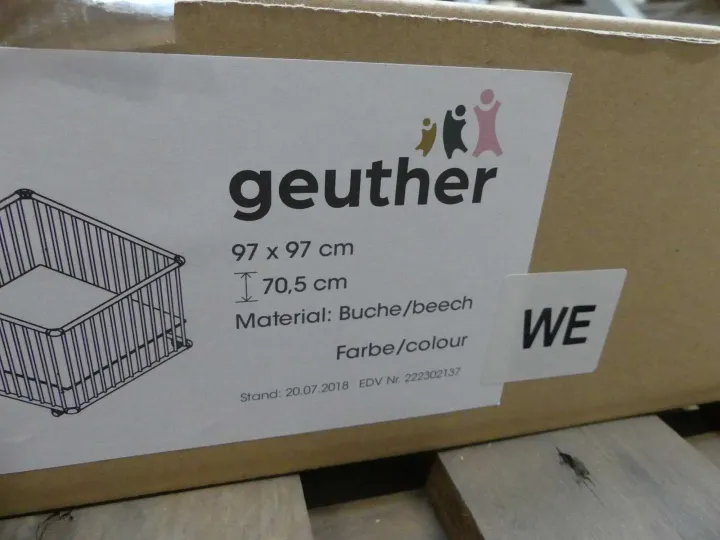 geuther
97 x 97 cm
70,5 cm
Material: Buche/beech
Farbe/colour
WE
Stand: 20.07.2018 EDV Nr. 222302137